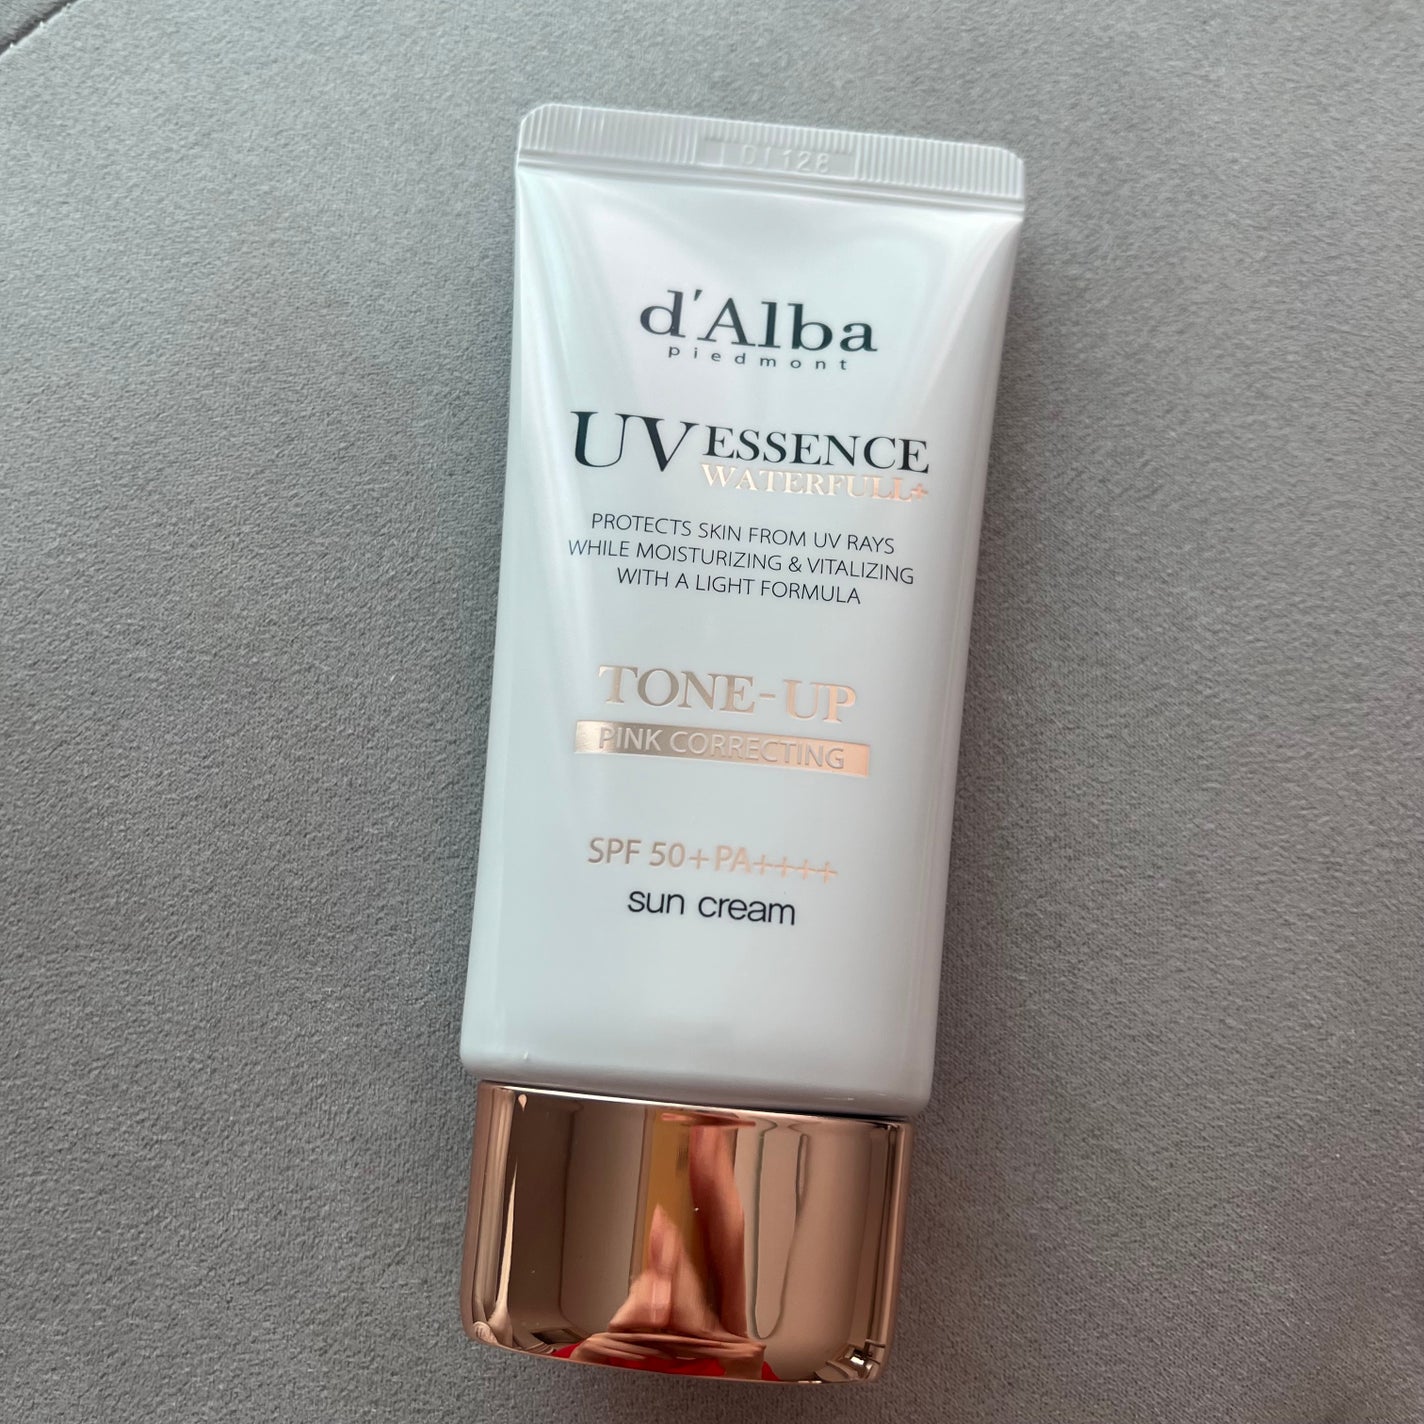 d'Alba
piedmont
UV ESSENCE
WATERFULL+
PROTECTS SKIN FROM UV RAYS
WHILE MOISTURIZING & VITALIZING
WITH A LIGHT FORMULA
TONE-UP
PINK CORRECTING
SPF 50+ PA++++
sun cream